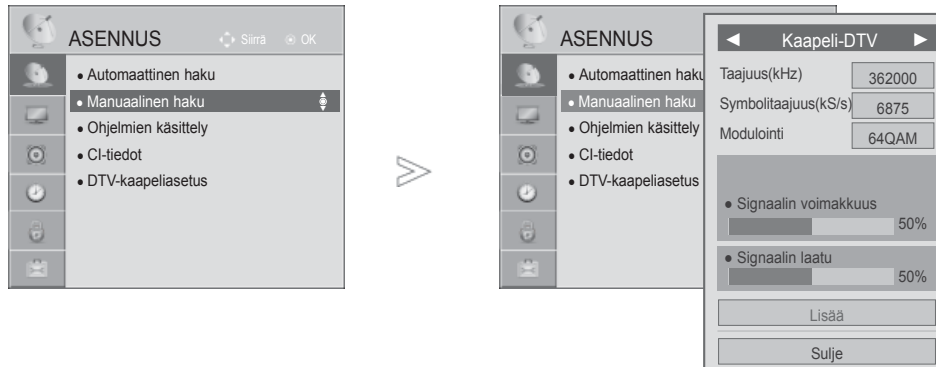 ASENNUS
Siirrä OK
● Automaattinen haku
● Manuaalinen haku
● Ohjelmien käsittely
● CI-tiedot
● DTV-kaapeliasetus
>
ASENNUS
● Automaattinen haku
● Manuaalinen haku
● Ohjelmien käsittely
● CI-tiedot
● DTV-kaapeliasetus
◀ Kaapeli-DTV ▶
Taajuus(kHz) 362000
Symbolitaajuus(kS/s) 6875
Modulointi 64QAM
● Signaalin voimakkuus
50%
● Signaalin laatu
50%
Lisää
Sulje